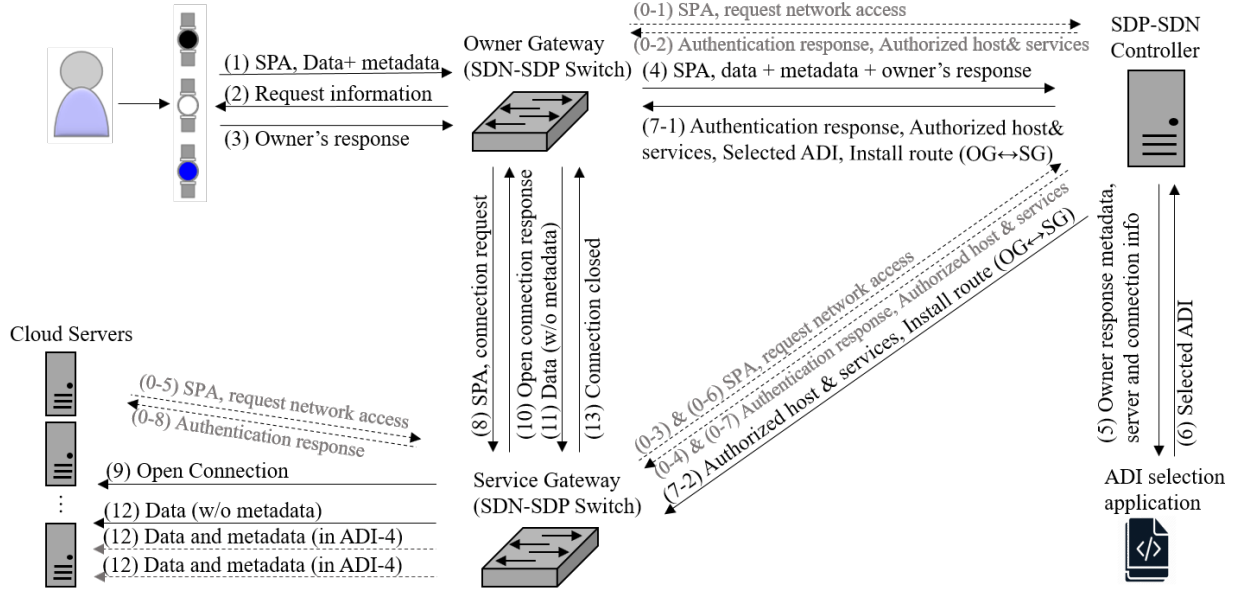 (0-1) SPA, request network access
(0-2) Authentication response, Authorized host& services
SDP-SDN
Controller
Owner Gateway
(SDN-SDP Switch)
(1) SPA, Data+ metadata
(2) Request information
(3) Owner's response
(4) SPA, data + metadata + owner's response
(7-1) Authentication response, Authorized host&
services, Selected ADI, Install route (OG↔SG)
(8) SPA, connection request
(10) Open connection response
(11) Data (w/o metadata)
(13) Connection closed
(0-3) & (0-6) SPA, request network access
(0-4) & (0-7) Authentication response, Authorized host & services
(7-2) Authorized host & services, Install route (OG↔SG)
(5) Owner response metadata,
server and connection info
(6) Selected ADI
Cloud Servers
(0-5) SPA, request network access
(0-8) Authentication response
(9) Open Connection
Service Gateway
(SDN-SDP Switch)
ADI selection
application
(12) Data (w/o metadata)
(12) Data and metadata (in ADI-4)
(12) Data and metadata (in ADI-4)